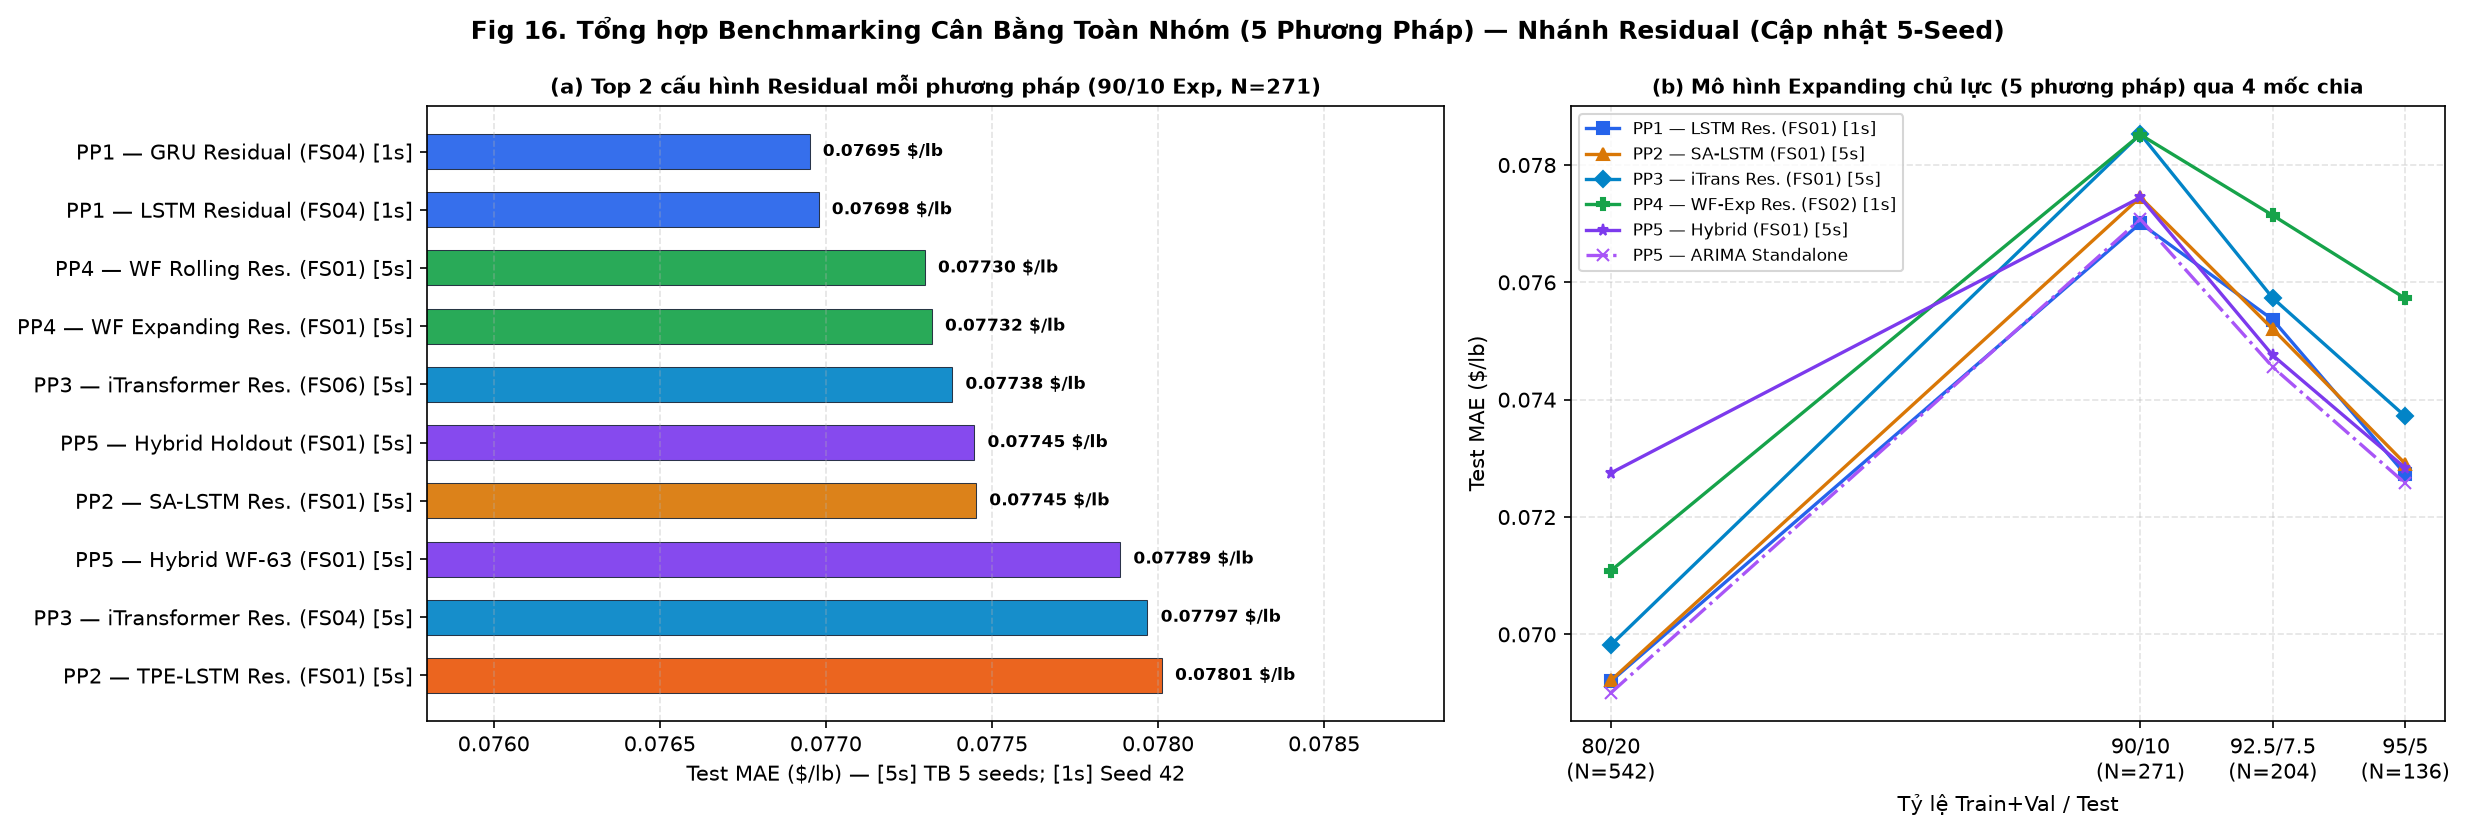 Fig 16. Tổng hợp Benchmarking Cân Bằng Toàn Nhóm (5 Phương Pháp) — Nhánh Residual (Cập nhật 5-Seed)
(a) Top 2 cấu hình Residual mỗi phương pháp (90/10 Exp, N=271)
PP1 — GRU Residual (FS04) [1s]
0.07695 $/lb
PP1 — LSTM Residual (FS04) [1s]
0.07698 $/lb
PP4 — WF Rolling Res. (FS01) [5s]
0.07730 $/lb
PP4 — WF Expanding Res. (FS01) [5s]
0.07732 $/lb
PP3 — iTransformer Res. (FS06) [5s]
0.07738 $/lb
PP5 — Hybrid Holdout (FS01) [5s]
0.07745 $/lb
PP2 — SA-LSTM Res. (FS01) [5s]
0.07745 $/lb
PP5 — Hybrid WF-63 (FS01) [5s]
0.07789 $/lb
PP3 — iTransformer Res. (FS04) [5s]
0.07797 $/lb
PP2 — TPE-LSTM Res. (FS01) [5s]
0.07801 $/lb
0.0760 0.0765 0.0770 0.0775 0.0780 0.0785
Test MAE ($/lb) — [5s] TB 5 seeds; [1s] Seed 42
(b) Mô hình Expanding chủ lực (5 phương pháp) qua 4 mốc chia
PP1 — LSTM Res. (FS01) [1s]
PP2 — SA-LSTM (FS01) [5s]
PP3 — iTrans Res. (FS01) [5s]
PP4 — WF-Exp Res. (FS02) [1s]
PP5 — Hybrid (FS01) [5s]
PP5 — ARIMA Standalone
Test MAE ($/lb)
0.078
0.076
0.074
0.072
0.070
80/20 90/10 92.5/7.5 95/5
(N=542) (N=271) (N=204) (N=136)
Tỷ lệ Train+Val / Test